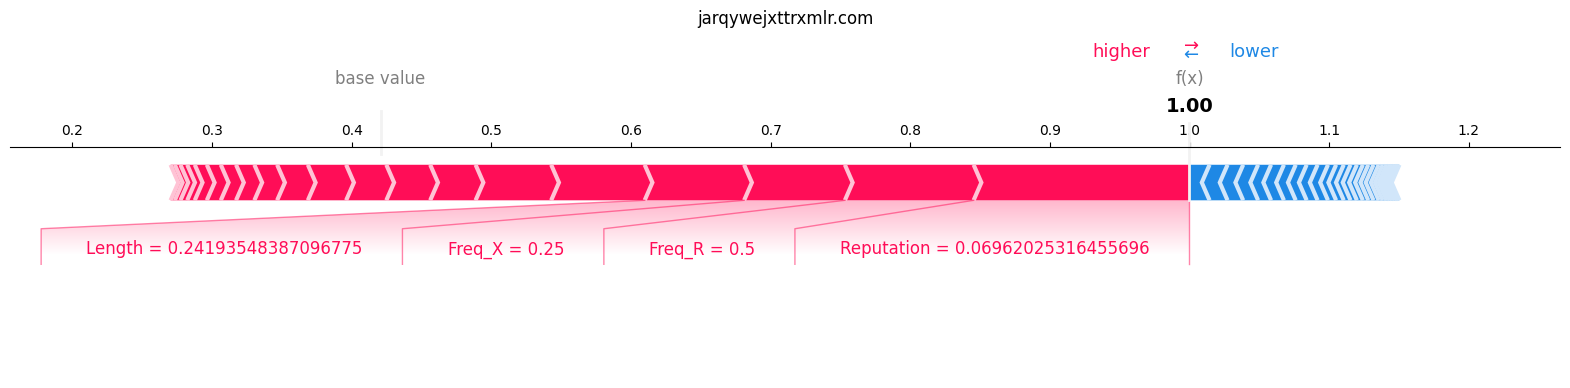 jarqywejxttrxmlr.com
higher ⇄ lower
base value f(x)
1.00
0.2 0.3 0.4 0.5 0.6 0.7 0.8 0.9 1.0 1.1 1.2
Length = 0.24193548387096775 Freq_X = 0.25 Freq_R = 0.5 Reputation = 0.06962025316455696